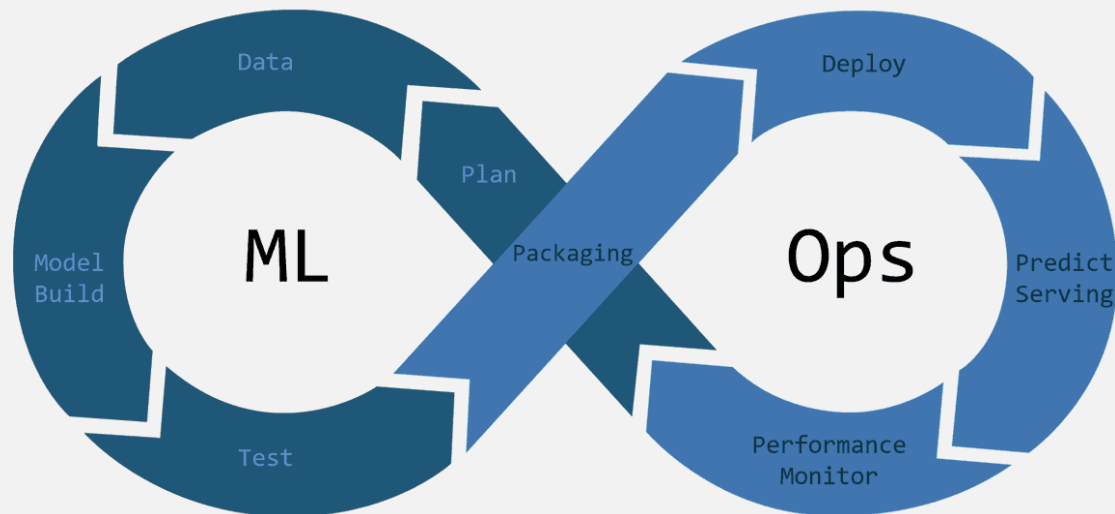 Data
Deploy
Plan
ML
Packaging
Ops
Model
Build
Predict
Serving
Test
Performance
Monitor